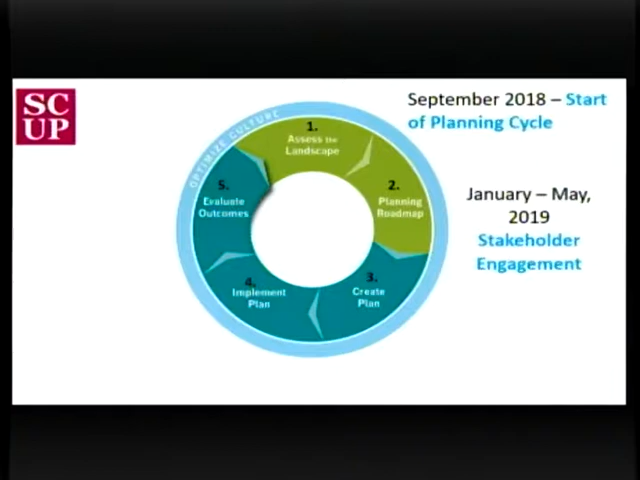 SC
UP
September 2018 – Start
of Planning Cycle
January – May,
2019
Stakeholder
Engagement
OPTIMIZE CULTURE
1.
Assess the
Landscape
2.
Planning
Roadmap
3.
Create
Plan
4.
Implement
Plan
5.
Evaluate
Outcomes